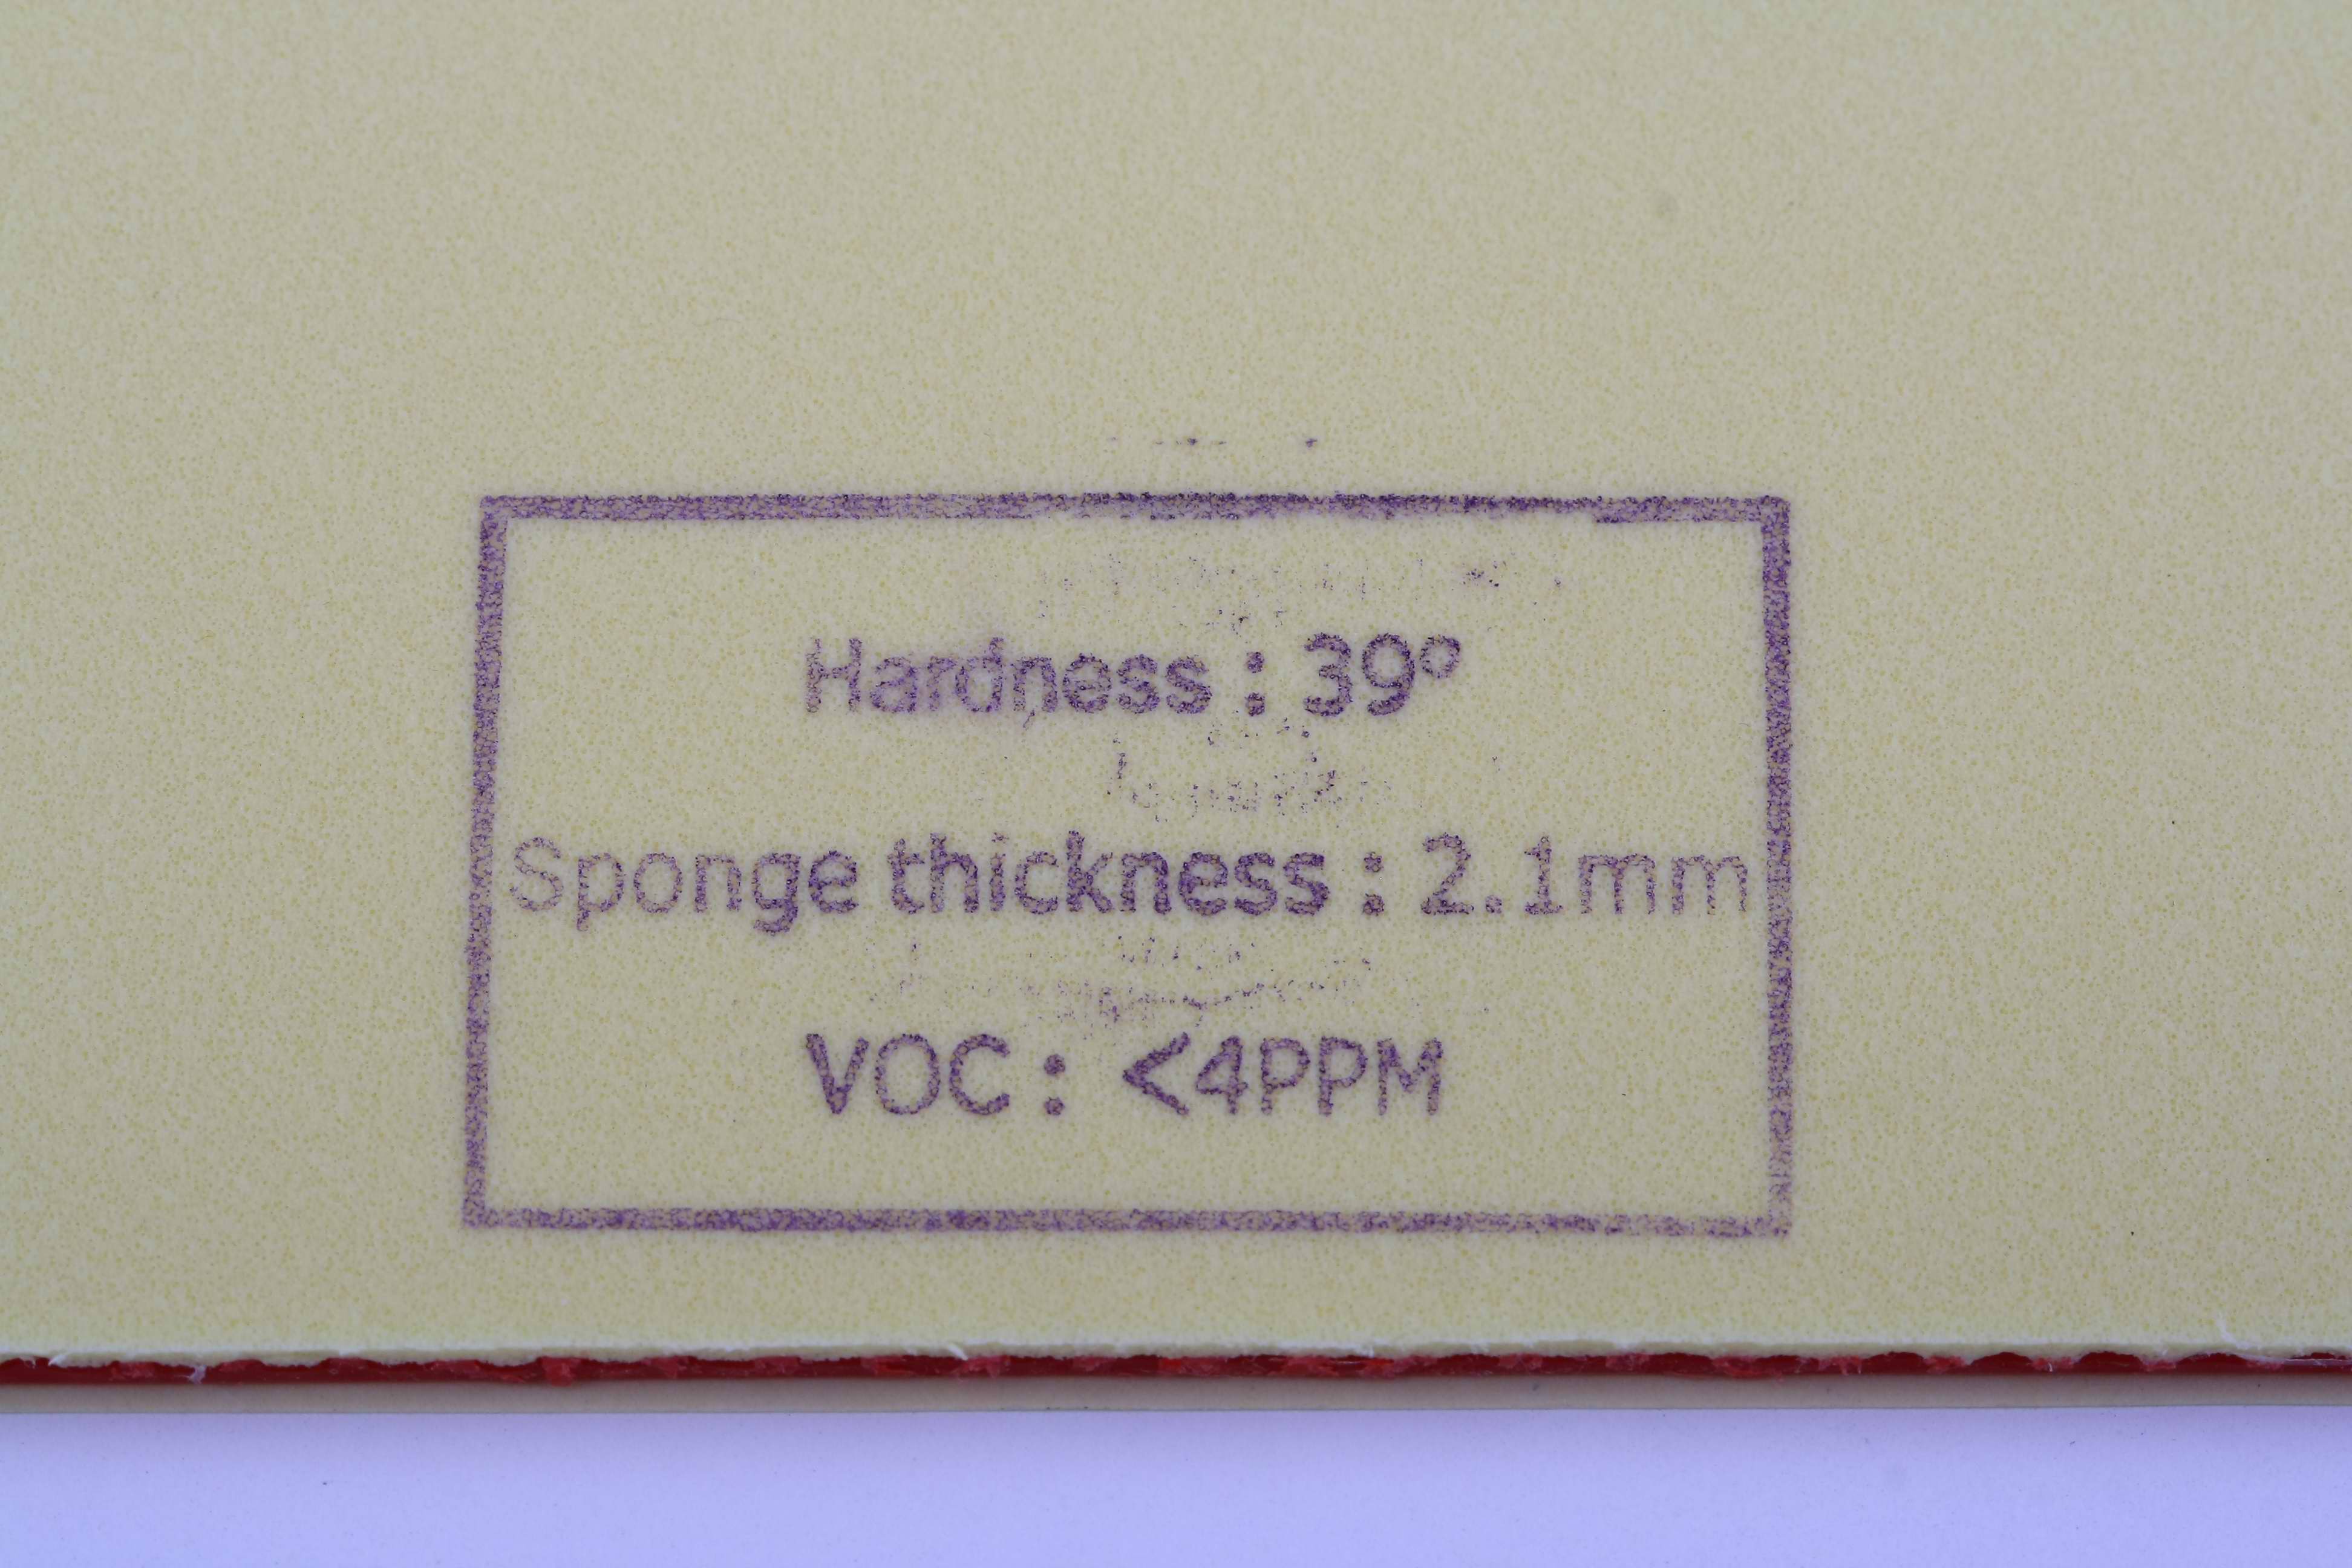 Hardness : 39°
Sponge thickness : 2.1mm
VOC : <4PPM